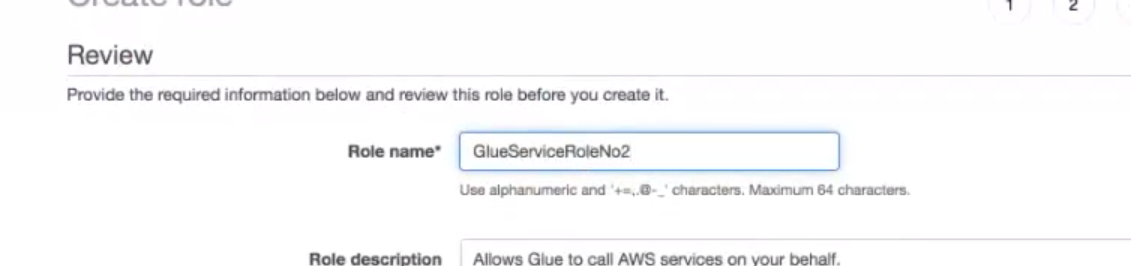 Create role
1 2
Review
Provide the required information below and review this role before you create it.
Role name* GlueServiceRoleNo2
Use alphanumeric and '+=,.@-_' characters. Maximum 64 characters.
Role description Allows Glue to call AWS services on your behalf.